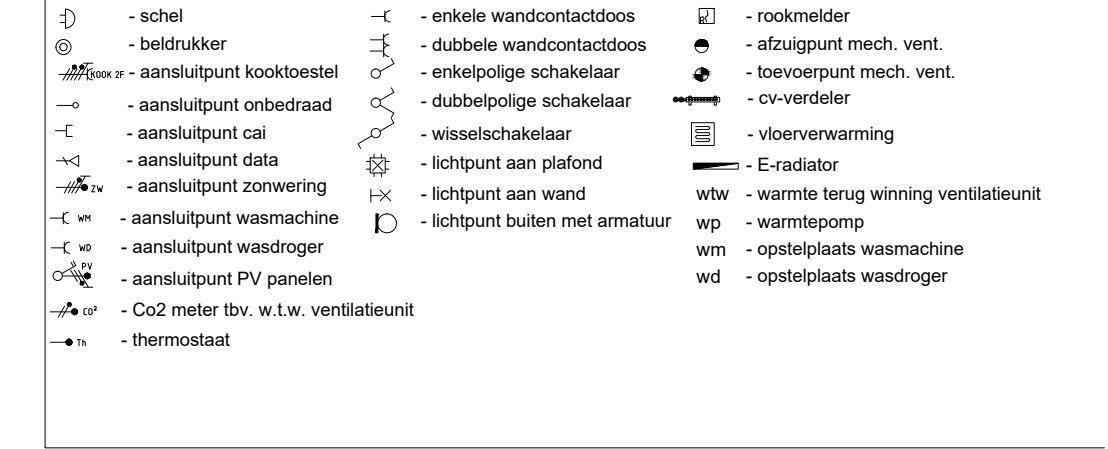 - schel
- beldrukker
KOOK 2F - aansluitpunt kooktoestel
- aansluitpunt onbedraad
- aansluitpunt cai
- aansluitpunt data
ZW - aansluitpunt zonwering
WM - aansluitpunt wasmachine
WD - aansluitpunt wasdroger
PV - aansluitpunt PV panelen
CO² - Co2 meter tbv. w.t.w. ventilatieunit
Th - thermostaat
- enkele wandcontactdoos
- dubbele wandcontactdoos
- enkelpolige schakelaar
- dubbelpolige schakelaar
- wisselschakelaar
- lichtpunt aan plafond
- lichtpunt aan wand
- lichtpunt buiten met armatuur
R - rookmelder
- afzuigpunt mech. vent.
- toevoerpunt mech. vent.
- cv-verdeler
- vloerverwarming
- E-radiator
wtw - warmte terug winning ventilatieunit
wp - warmtepomp
wm - opstelplaats wasmachine
wd - opstelplaats wasdroger